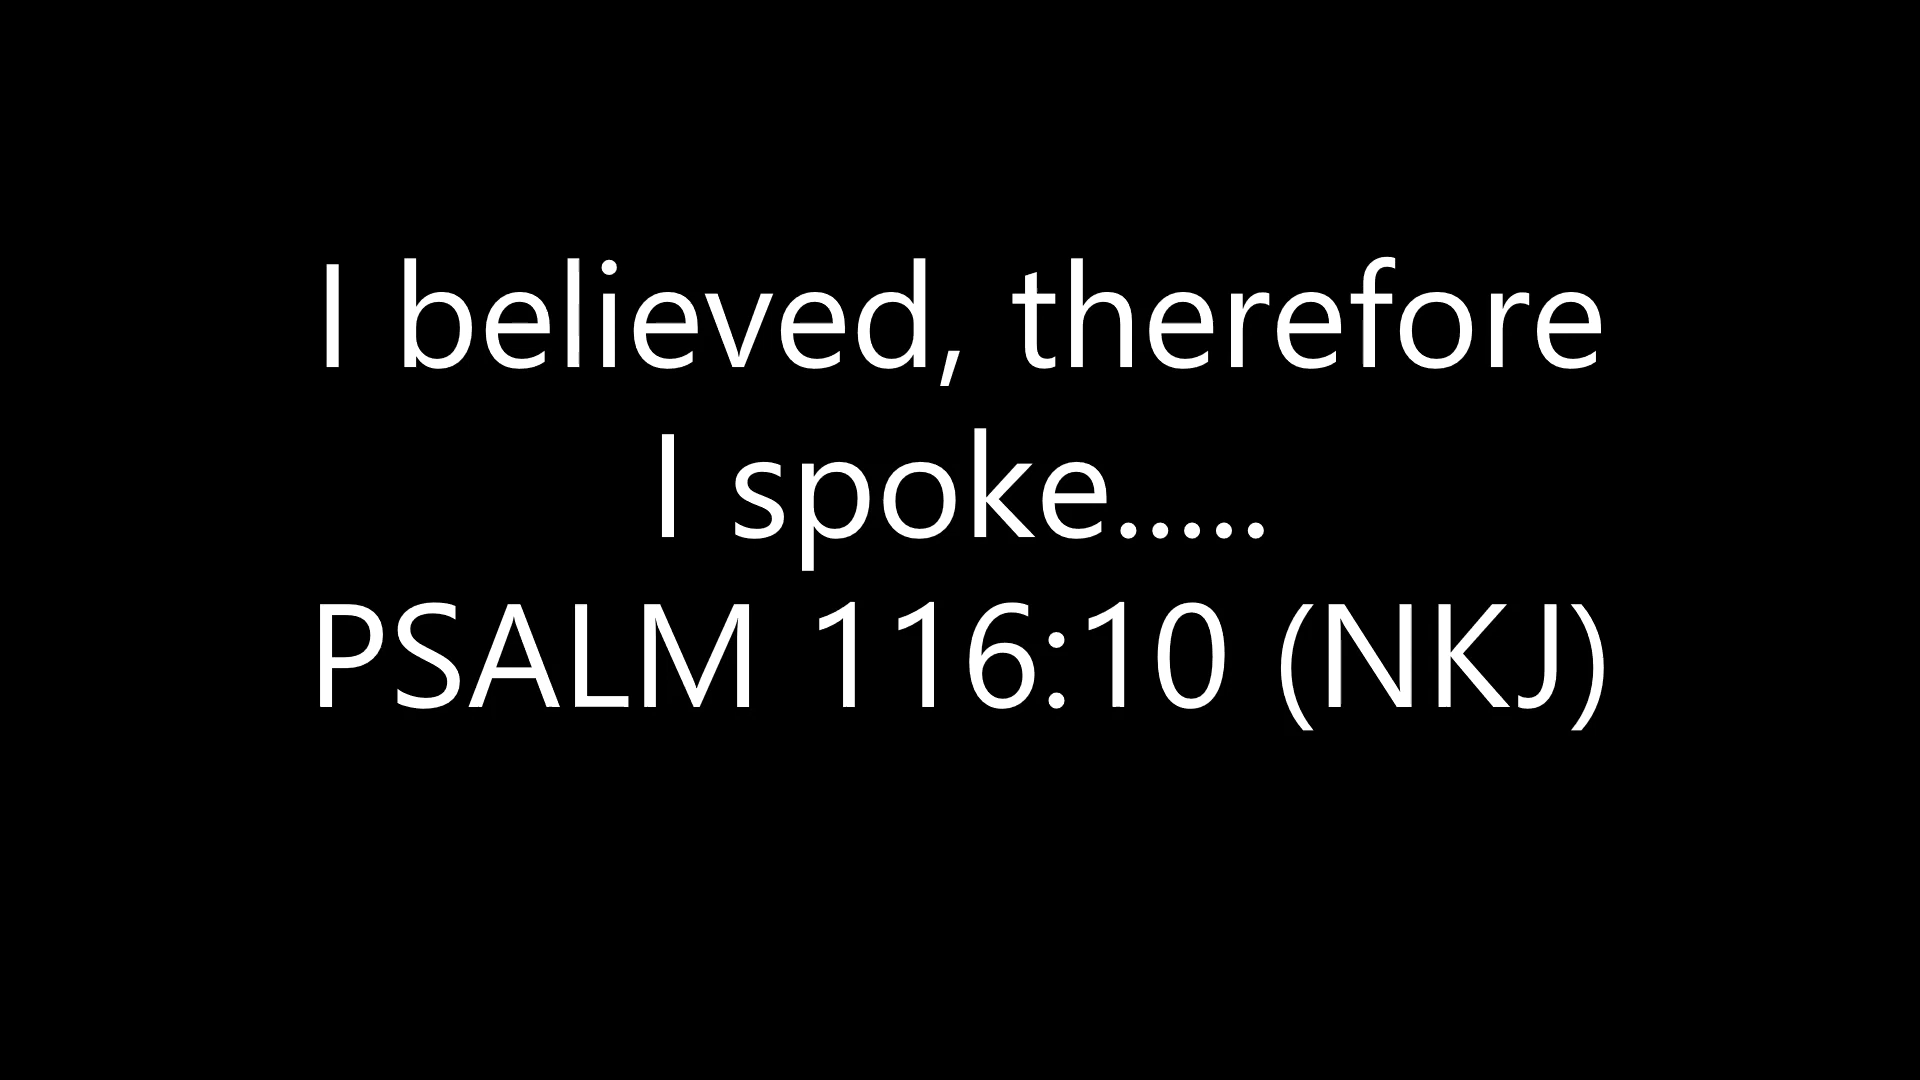 I believed, therefore
I spoke.....
PSALM 116:10 (NKJ)